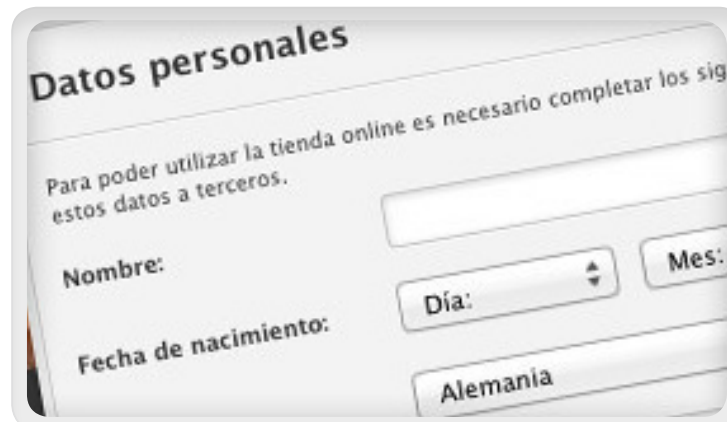 Datos personales
Para poder utilizar la tienda online es necesario completar los
estos datos a terceros.
Nombre:
Fecha de nacimiento:
Día:
Mes:
Alemania